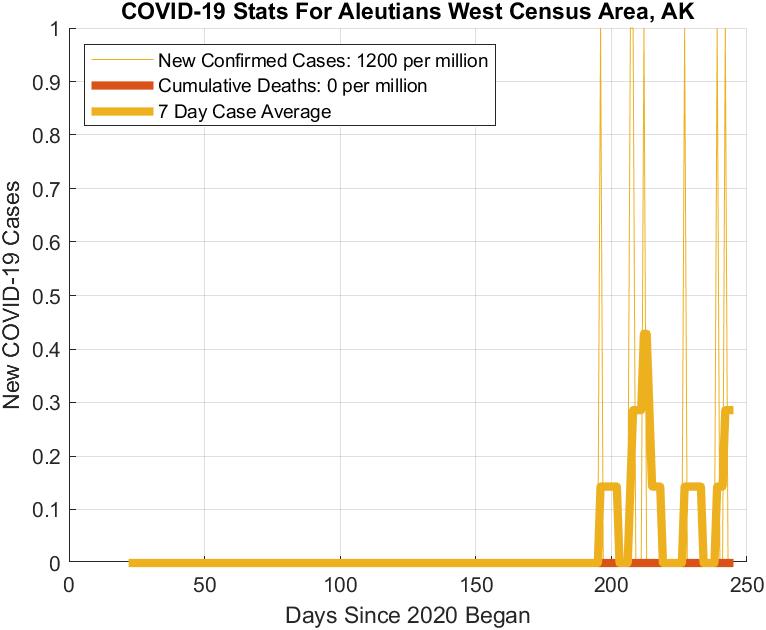 COVID-19 Stats For Aleutians West Census Area, AK
New Confirmed Cases: 1200 per million
Cumulative Deaths: 0 per million
7 Day Case Average
New COVID-19 Cases
1
0.9
0.8
0.7
0.6
0.5
0.4
0.3
0.2
0.1
0
0 50 100 150 200 250
Days Since 2020 Began